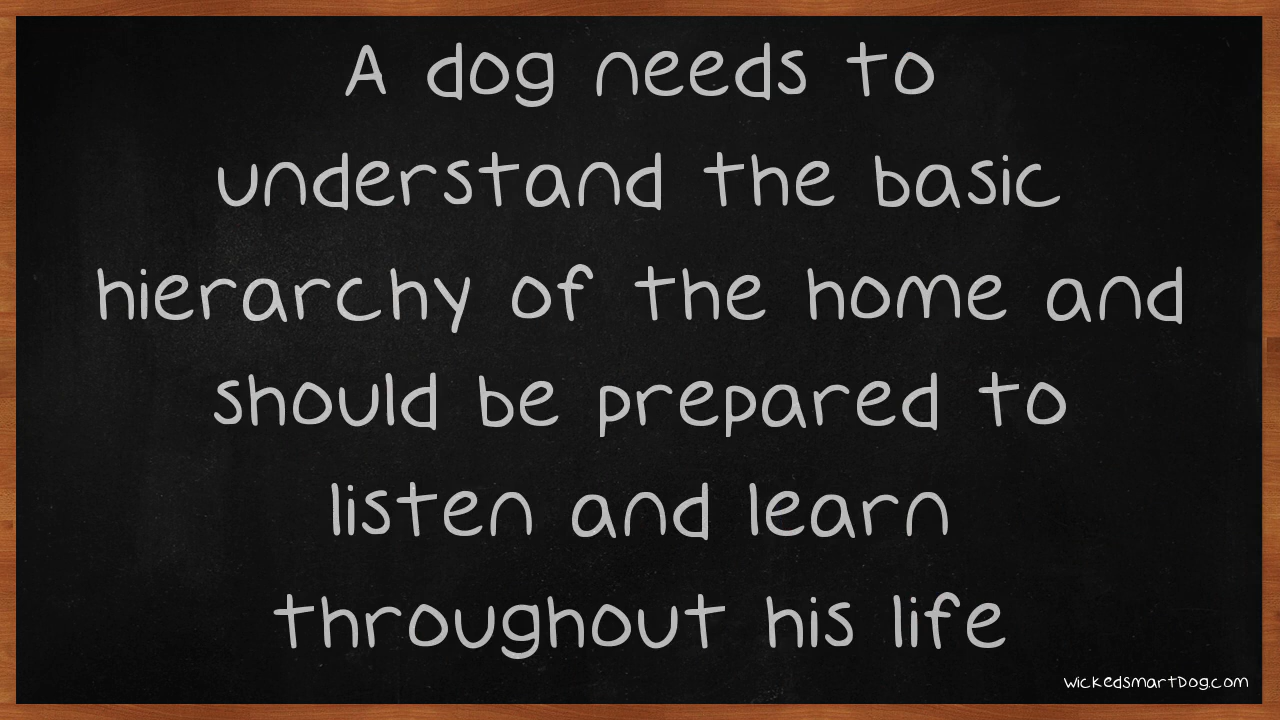 A dog needs to
understand the basic
hierarchy of the home and
should be prepared to
listen and learn
throughout his life
wickedsmartDog.com